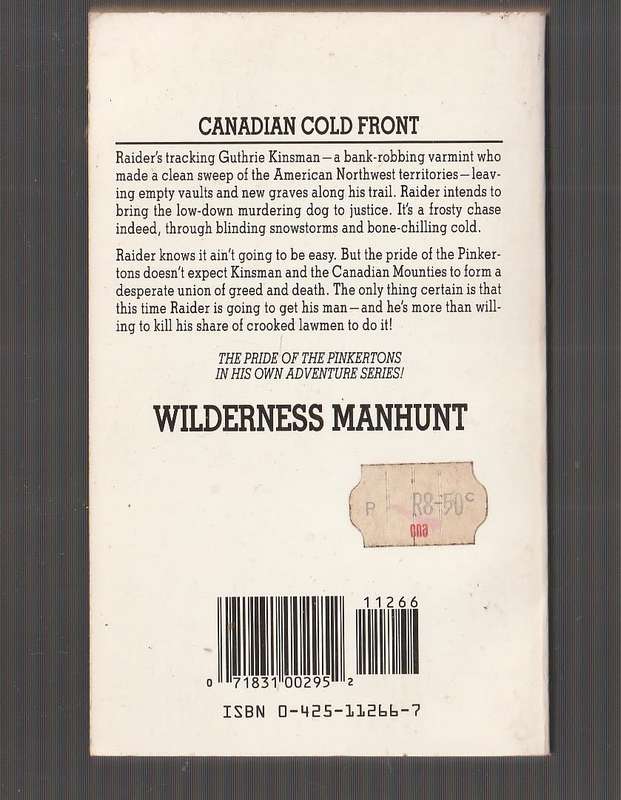 CANADIAN COLD FRONT
Raider's tracking Guthrie Kinsman—a bank-robbing varmint who
made a clean sweep of the American Northwest territories—leav-
ing empty vaults and new graves along his trail. Raider intends to
bring the low-down murdering dog to justice. It's a frosty chase
indeed, through blinding snowstorms and bone-chilling cold.
Raider knows it ain't going to be easy. But the pride of the Pinker-
tons doesn't expect Kinsman and the Canadian Mounties to form a
desperate union of greed and death. The only thing certain is that
this time Raider is going to get his man—and he's more than will-
ing to kill his share of crooked lawmen to do it!
THE PRIDE OF THE PINKERTONS
IN HIS OWN ADVENTURE SERIES!
WILDERNESS MANHUNT
P R8-50c
cna
11266
0 71831 00295 2
ISBN 0-425-11266-7